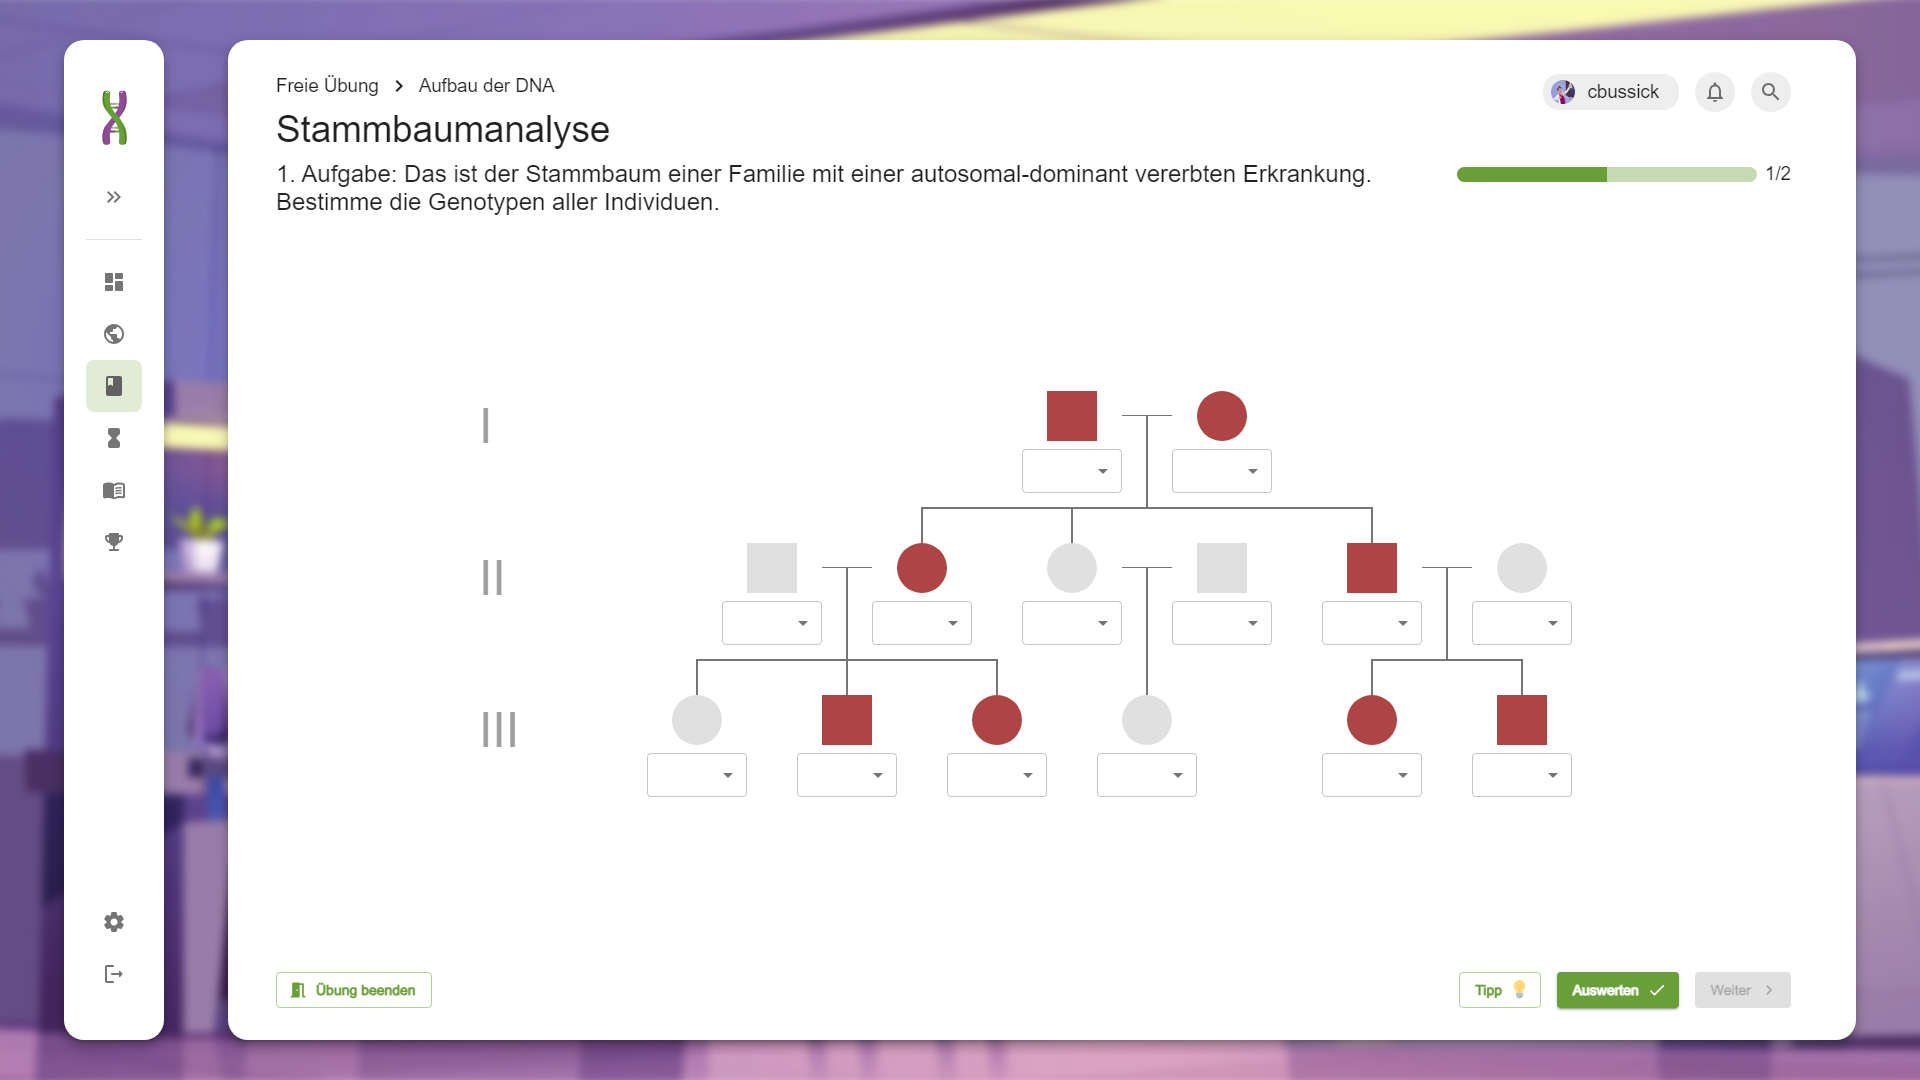 Freie Übung > Aufbau der DNA
cbussick
Stammbaumanalyse
1. Aufgabe: Das ist der Stammbaum einer Familie mit einer autosomal-dominant vererbten Erkrankung.
Bestimme die Genotypen aller Individuen.
1/2
I
II
III
Übung beenden
Tipp
Auswerten
Weiter